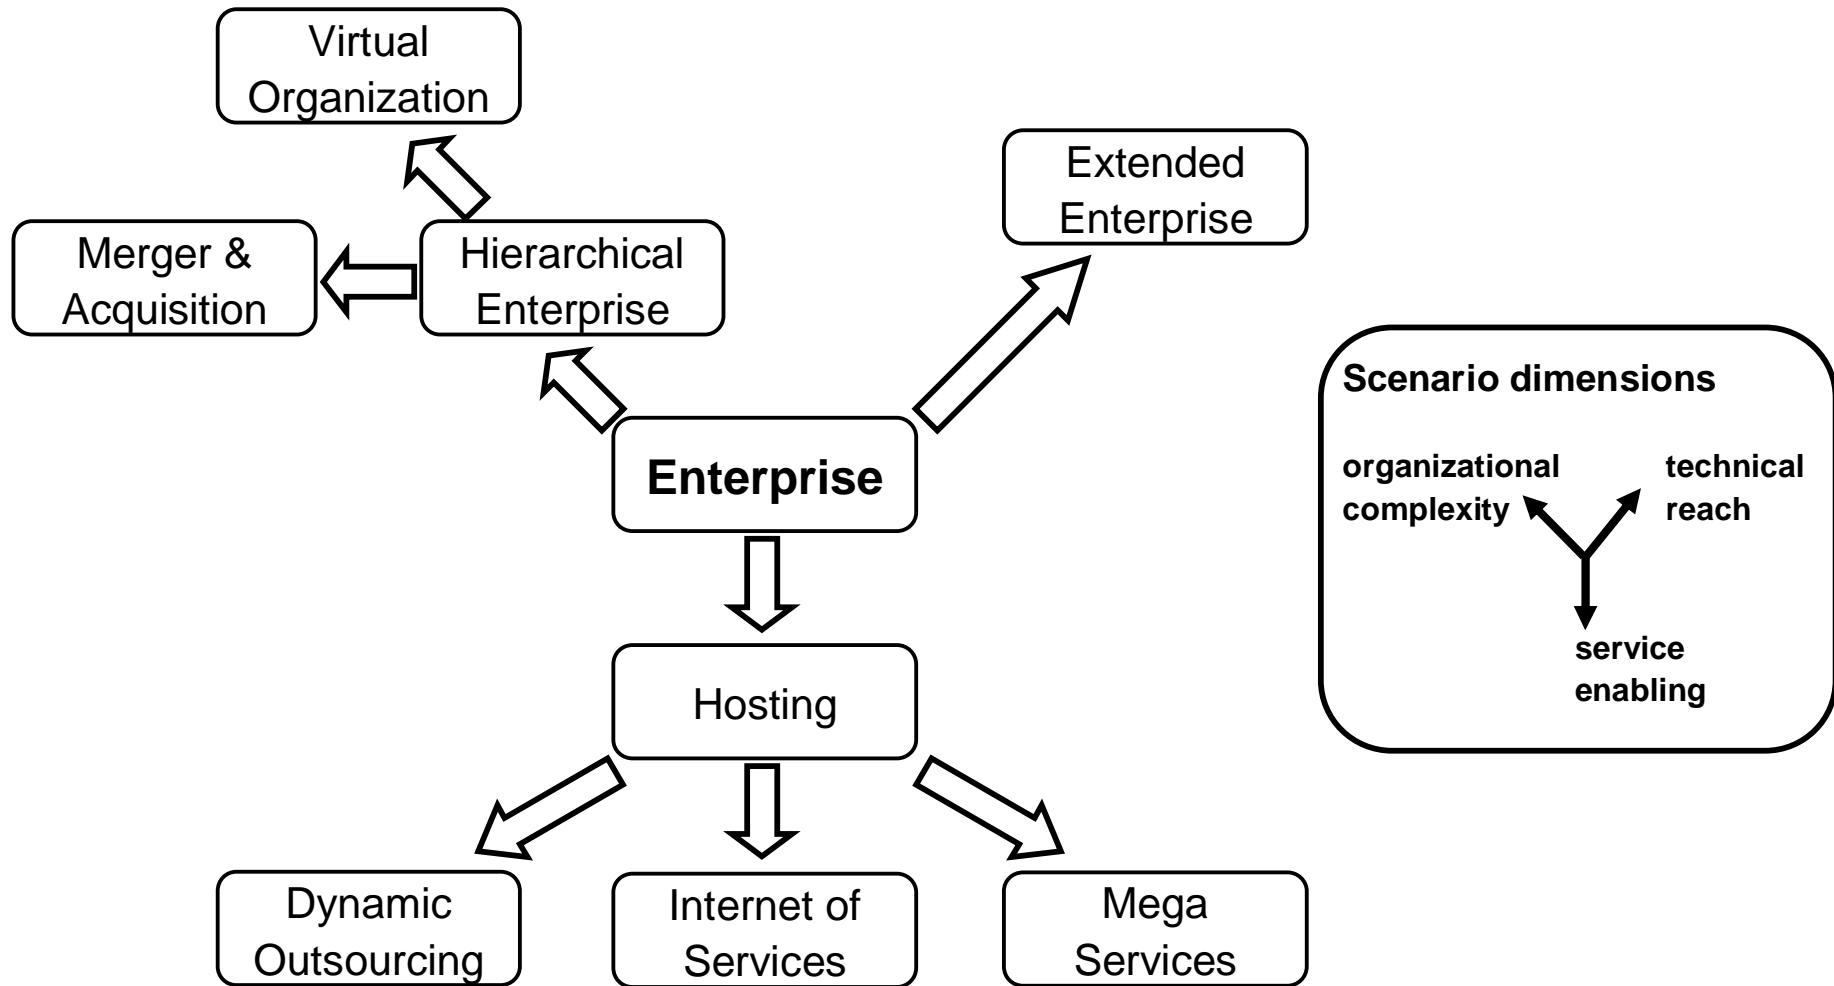 Virtual
Organization
Extended
Enterprise
Merger &
Acquisition
Hierarchical
Enterprise
Scenario dimensions
organizational
complexity
technical
reach
service
enabling
Enterprise
Hosting
Dynamic
Outsourcing
Internet of
Services
Mega
Services